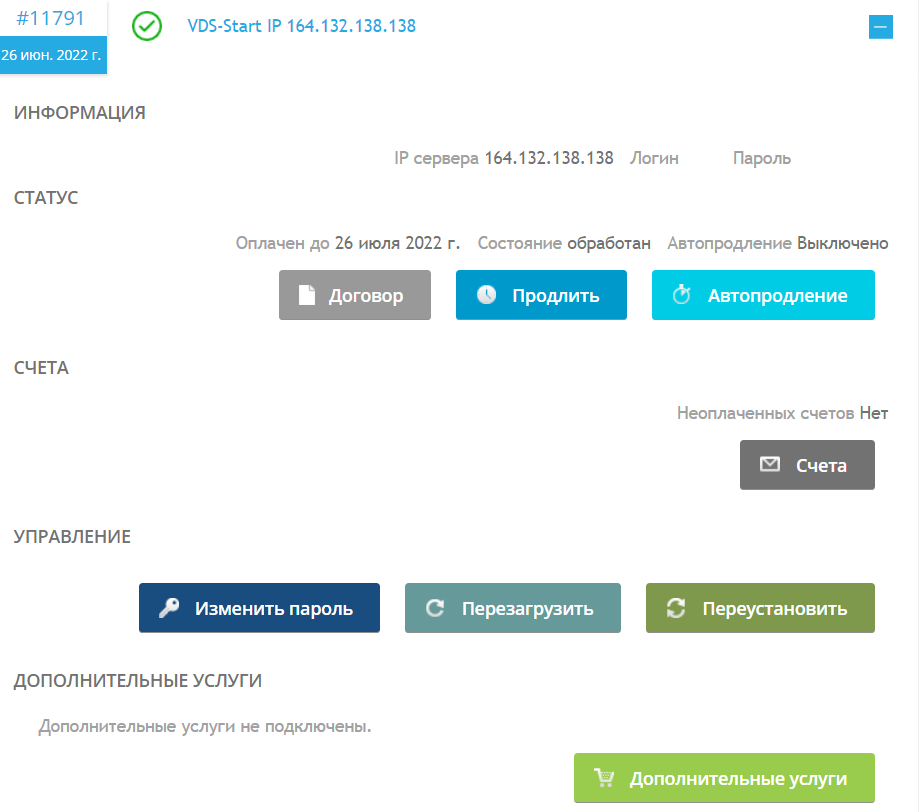 #11791
VDS-Start IP 164.132.138.138
26 июн. 2022 г.
ИНФОРМАЦИЯ
IP сервера 164.132.138.138 Логин Пароль
СТАТУС
Оплачен до 26 июля 2022 г. Состояние обработан Автопродление Выключено
Договор Продлить Автопродление
СЧЕТА
Неоплаченных счетов Нет
Счета
УПРАВЛЕНИЕ
Изменить пароль Перезагрузить Переустановить
ДОПОЛНИТЕЛЬНЫЕ УСЛУГИ
Дополнительные услуги не подключены.
Дополнительные услуги